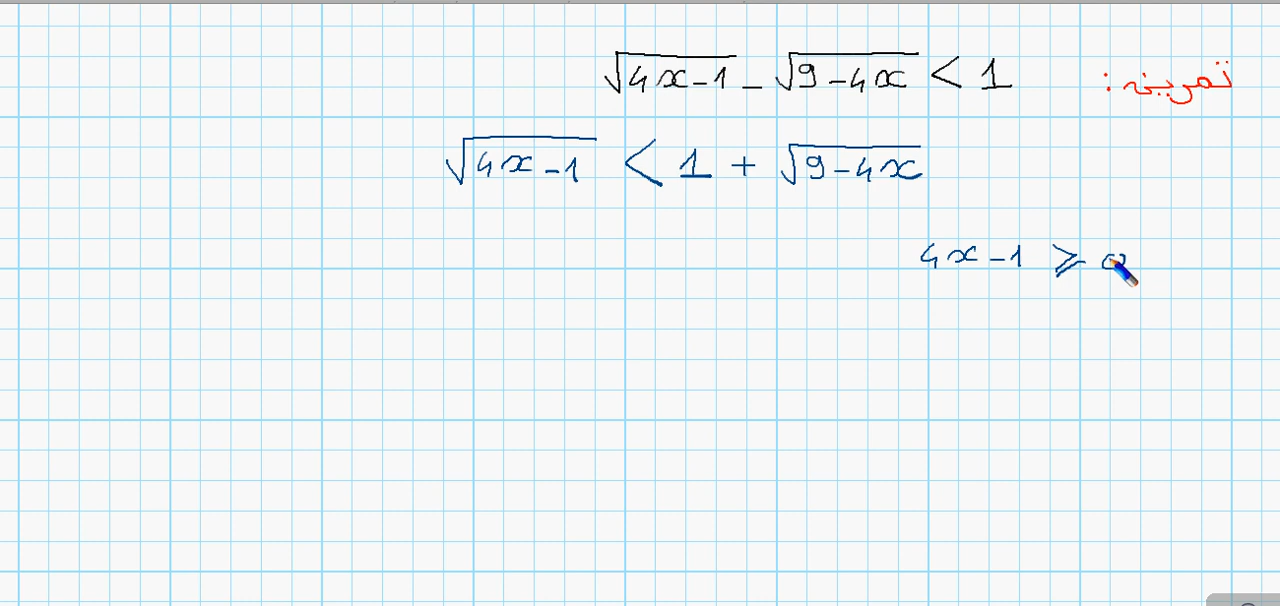 تمرين: √(4x-1) - √(9-4x) < 1
√(4x-1) < 1 + √(9-4x)
4x-1 ⩾ 0